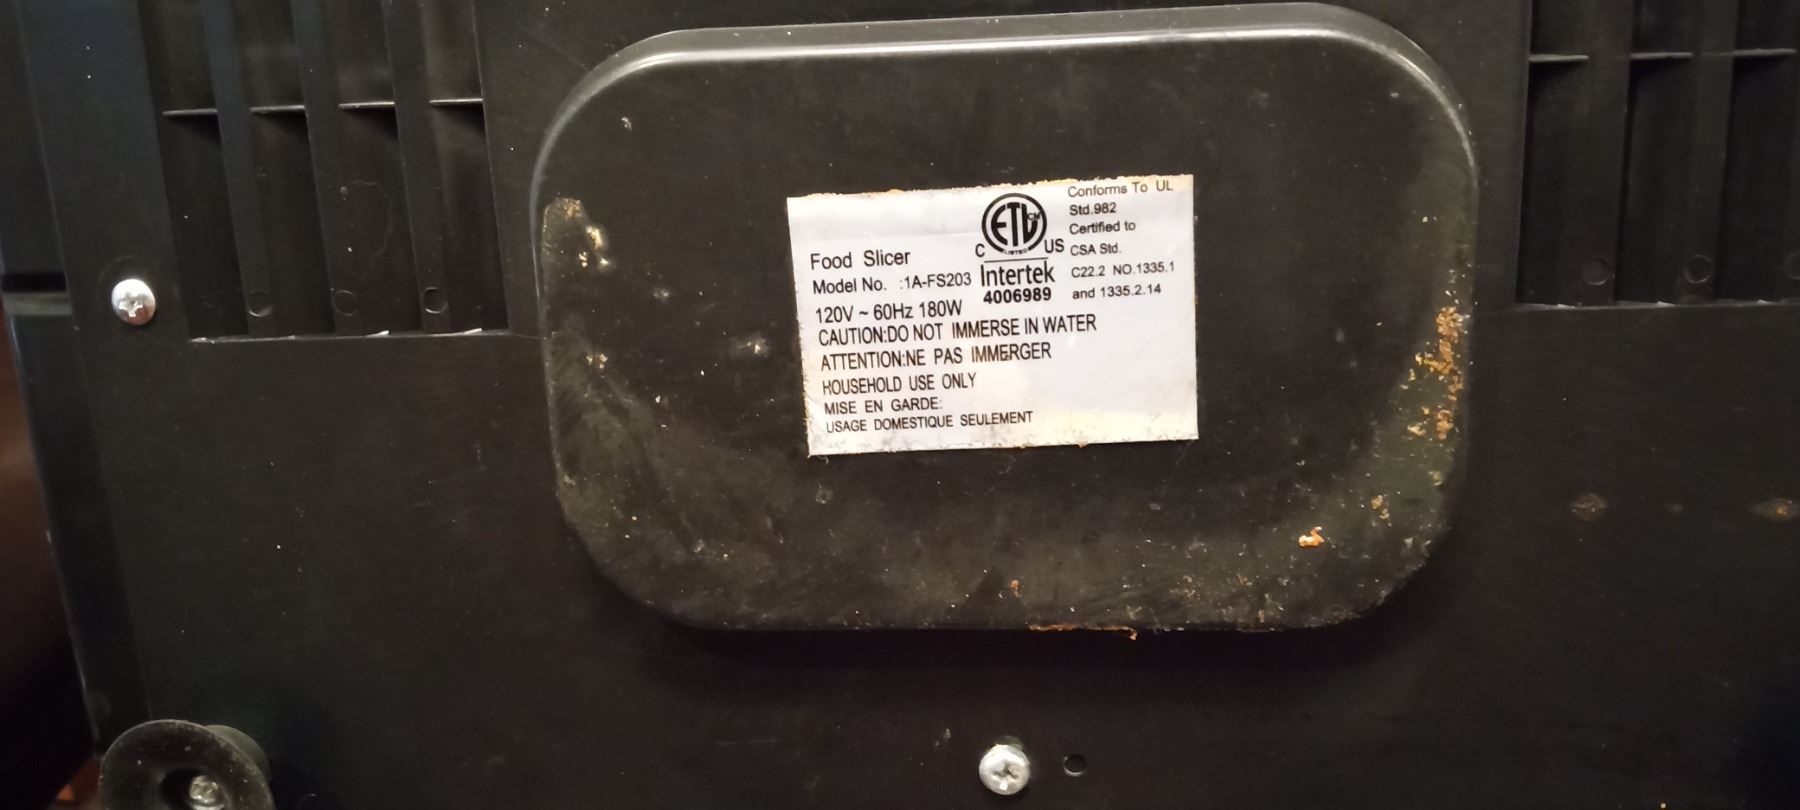 Food Slicer
Model No. :1A-FS203
120V ~ 60Hz 180W
ETL CM
C US
Intertek
4006989
Conforms To UL
Std.982
Certified to
CSA Std.
C22.2 NO.1335.1
and 1335.2.14
CAUTION:DO NOT IMMERSE IN WATER
ATTENTION:NE PAS IMMERGER
HOUSEHOLD USE ONLY
MISE EN GARDE:
USAGE DOMESTIQUE SEULEMENT